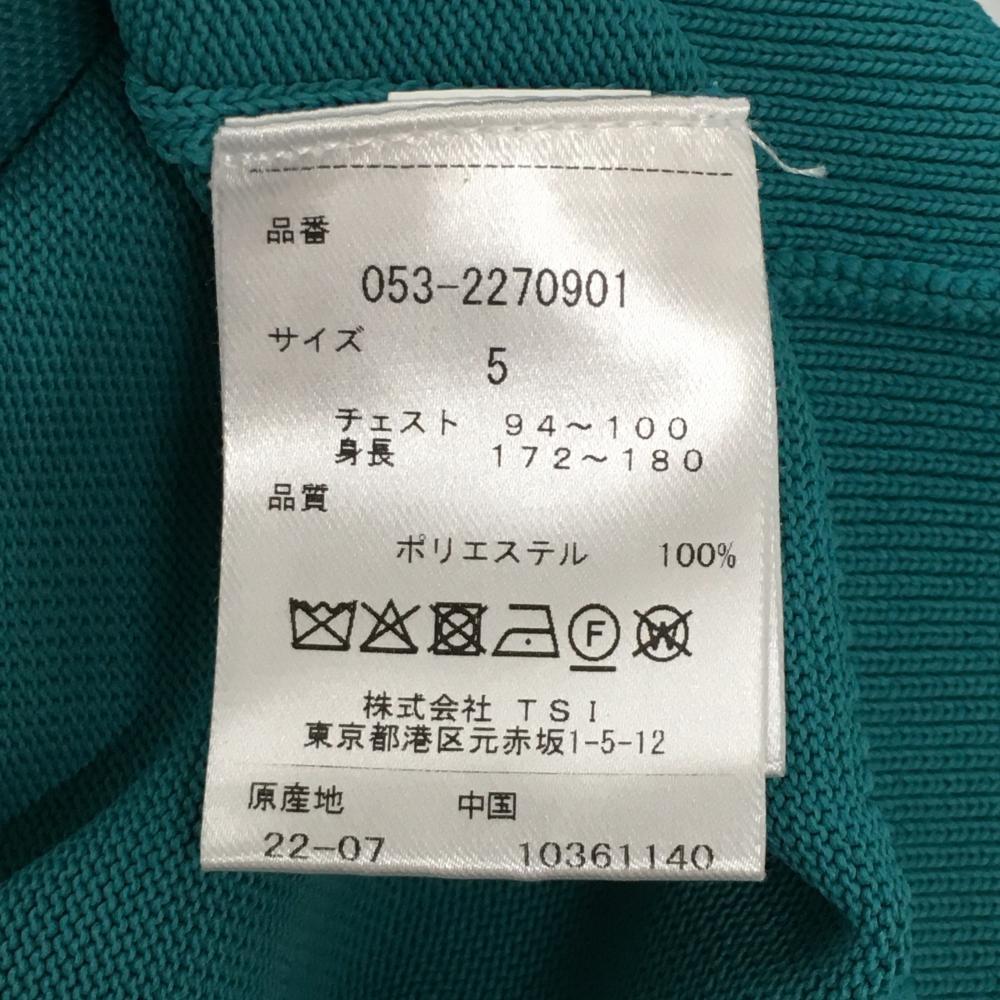 品番
053-2270901
サイズ
5
チェスト 94～100
身長 172～180
品質
ポリエステル 100%
F W
株式会社 TSI
東京都港区元赤坂1-5-12
原産地 中国
22-07 10361140